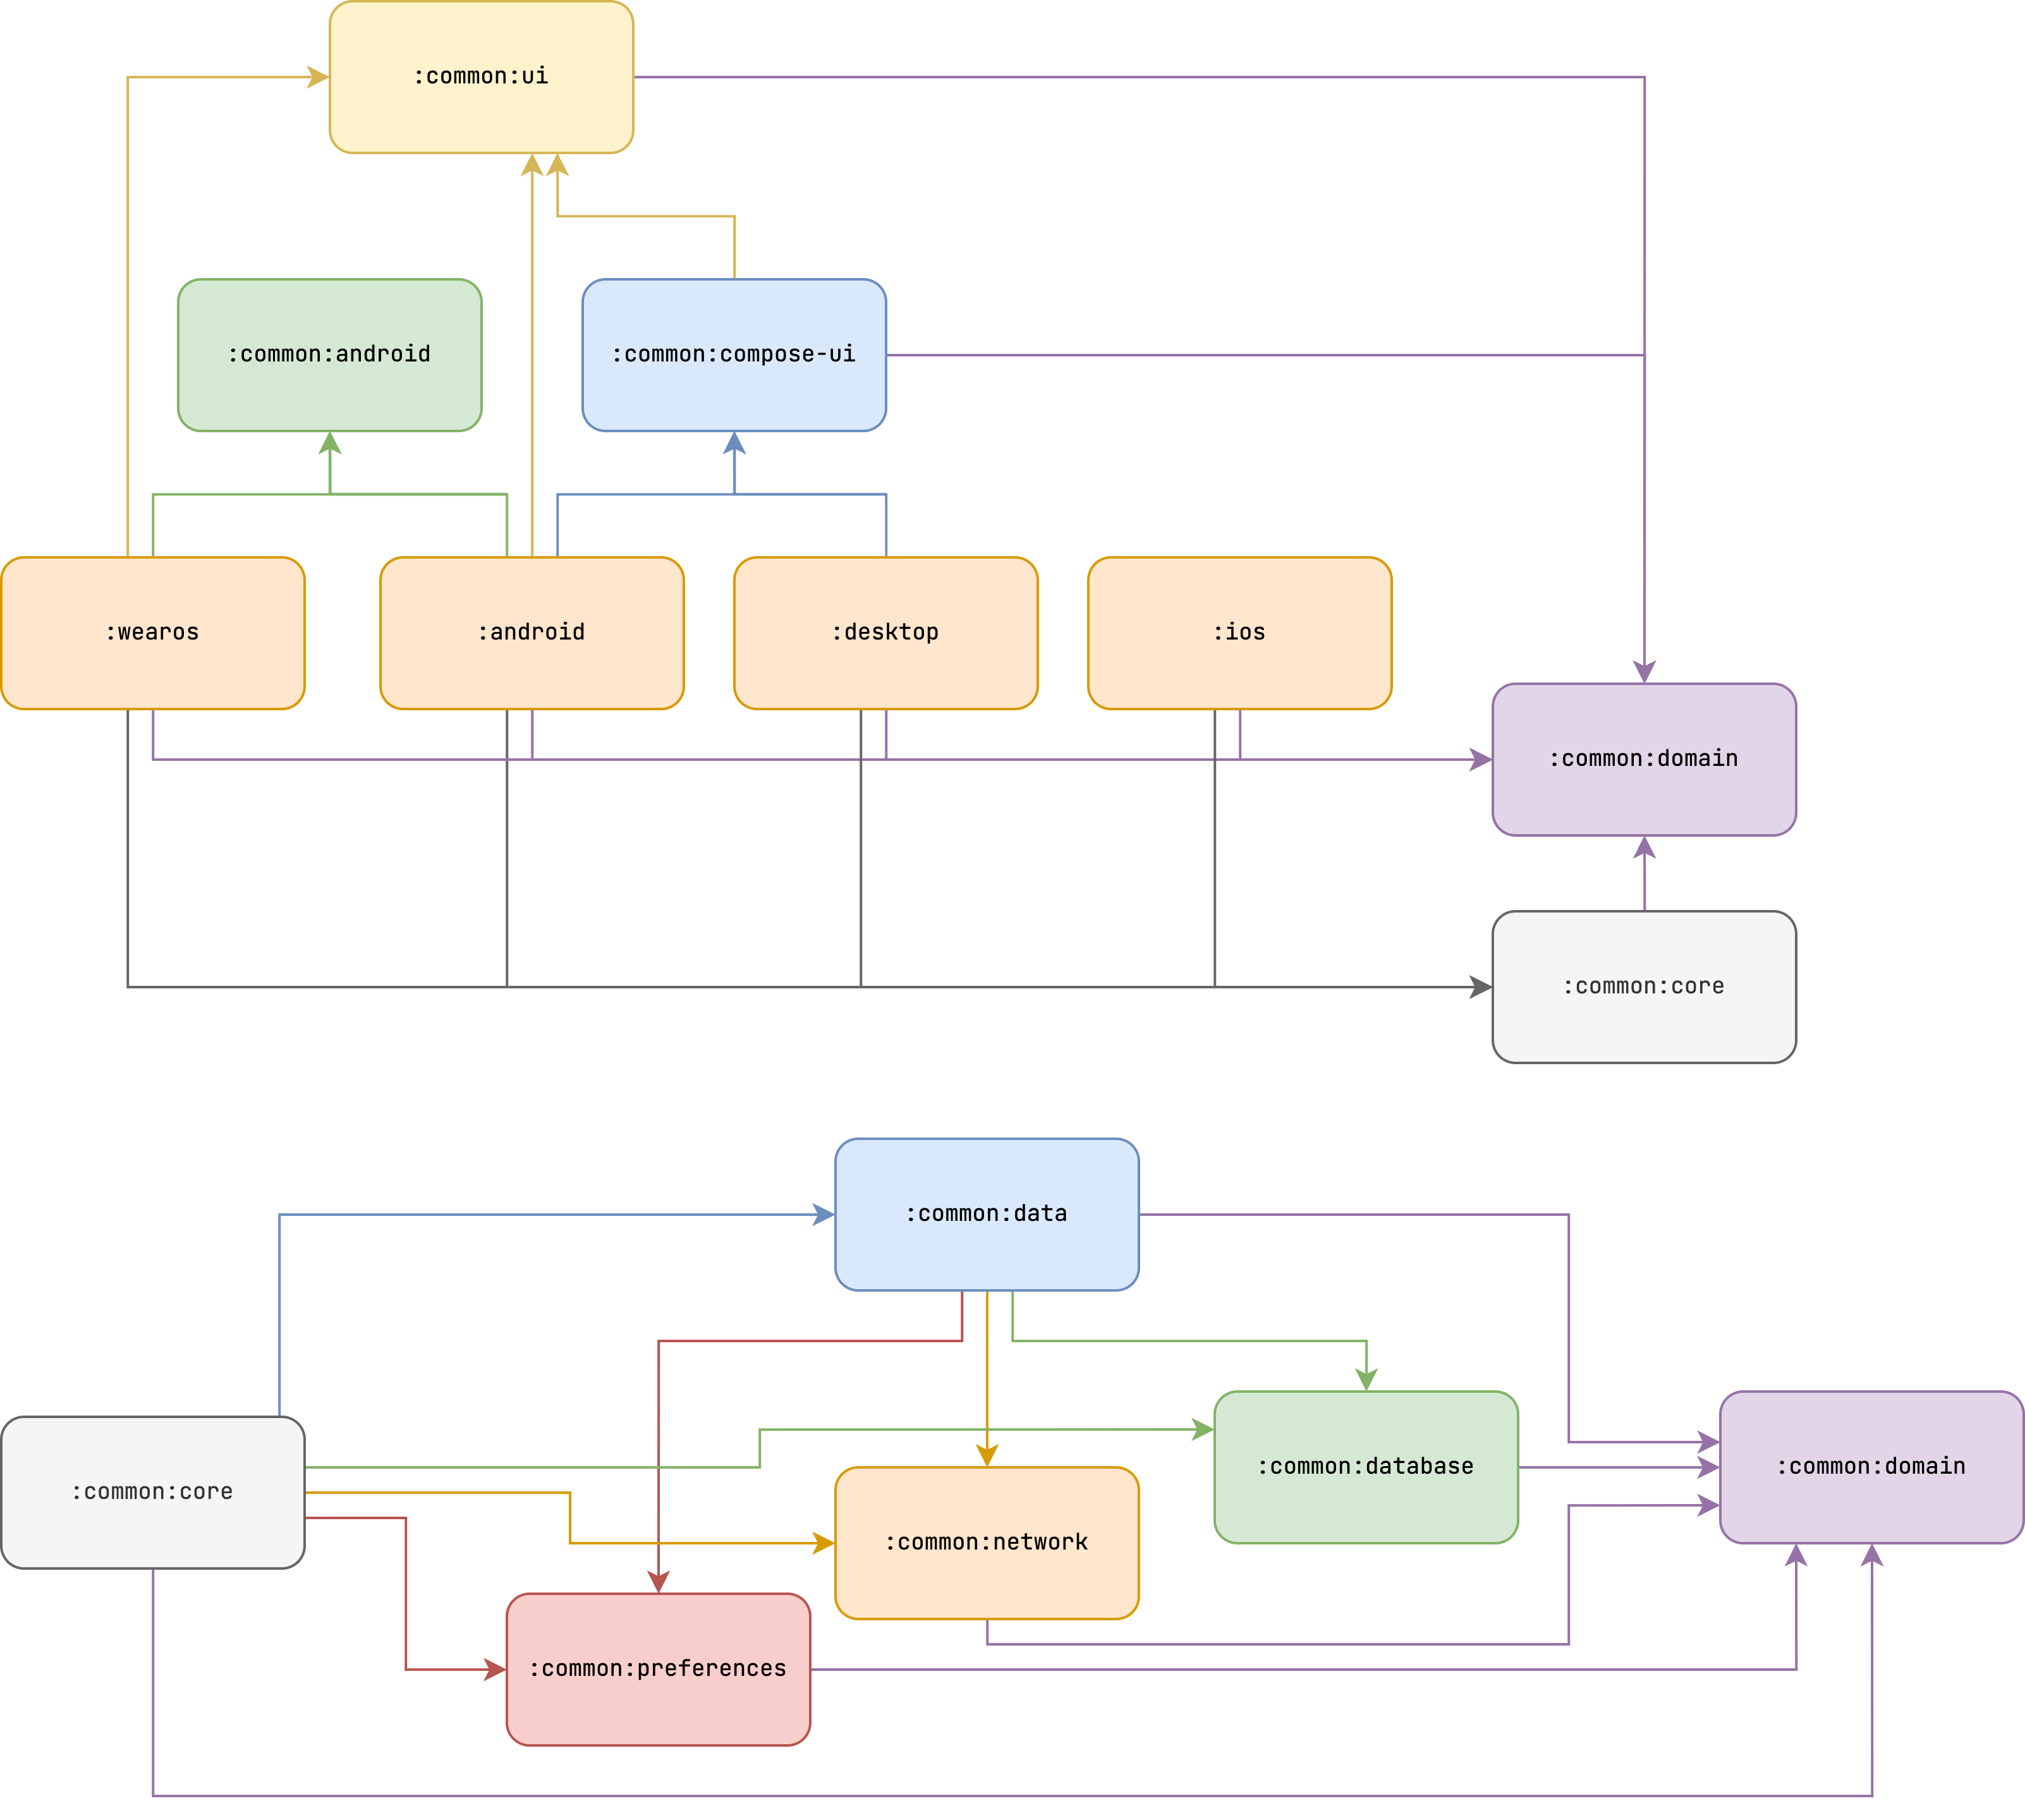 :common:ui
:common:android
:common:compose-ui
:wearos
:android
:desktop
:ios
:common:domain
:common:core
:common:data
:common:database
:common:domain
:common:core
:common:network
:common:preferences